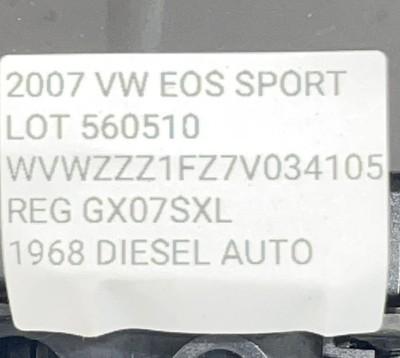 2007 VW EOS SPORT
LOT 560510
WVWZZZ1FZ7V034105
REG GX07SXL
1968 DIESEL AUTO